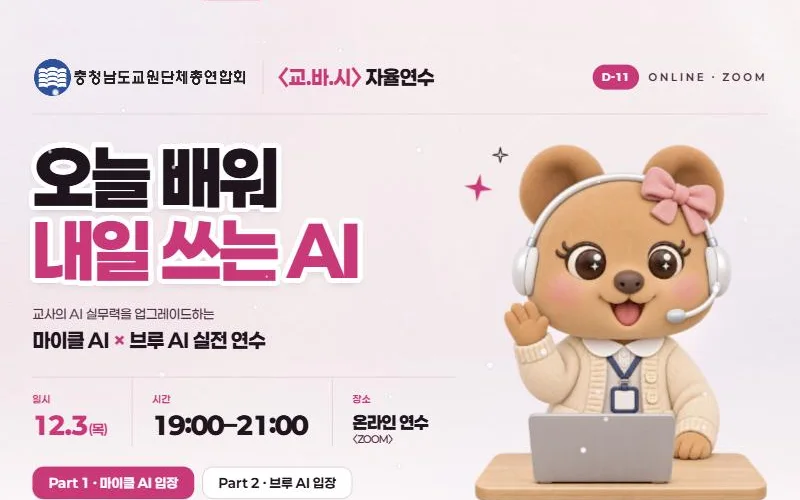 충청남도교원단체총연합회
<교.바.시> 자율연수
D-11 ONLINE · ZOOM
오늘 배워
내일 쓰는 AI
교사의 AI 실무력을 업그레이드하는
마이클 AI × 브루 AI 실전 연수
일시
12.3(목)
시간
19:00–21:00
장소
온라인 연수
<ZOOM>
Part 1 · 마이클 AI 입장
Part 2 · 브루 AI 입장